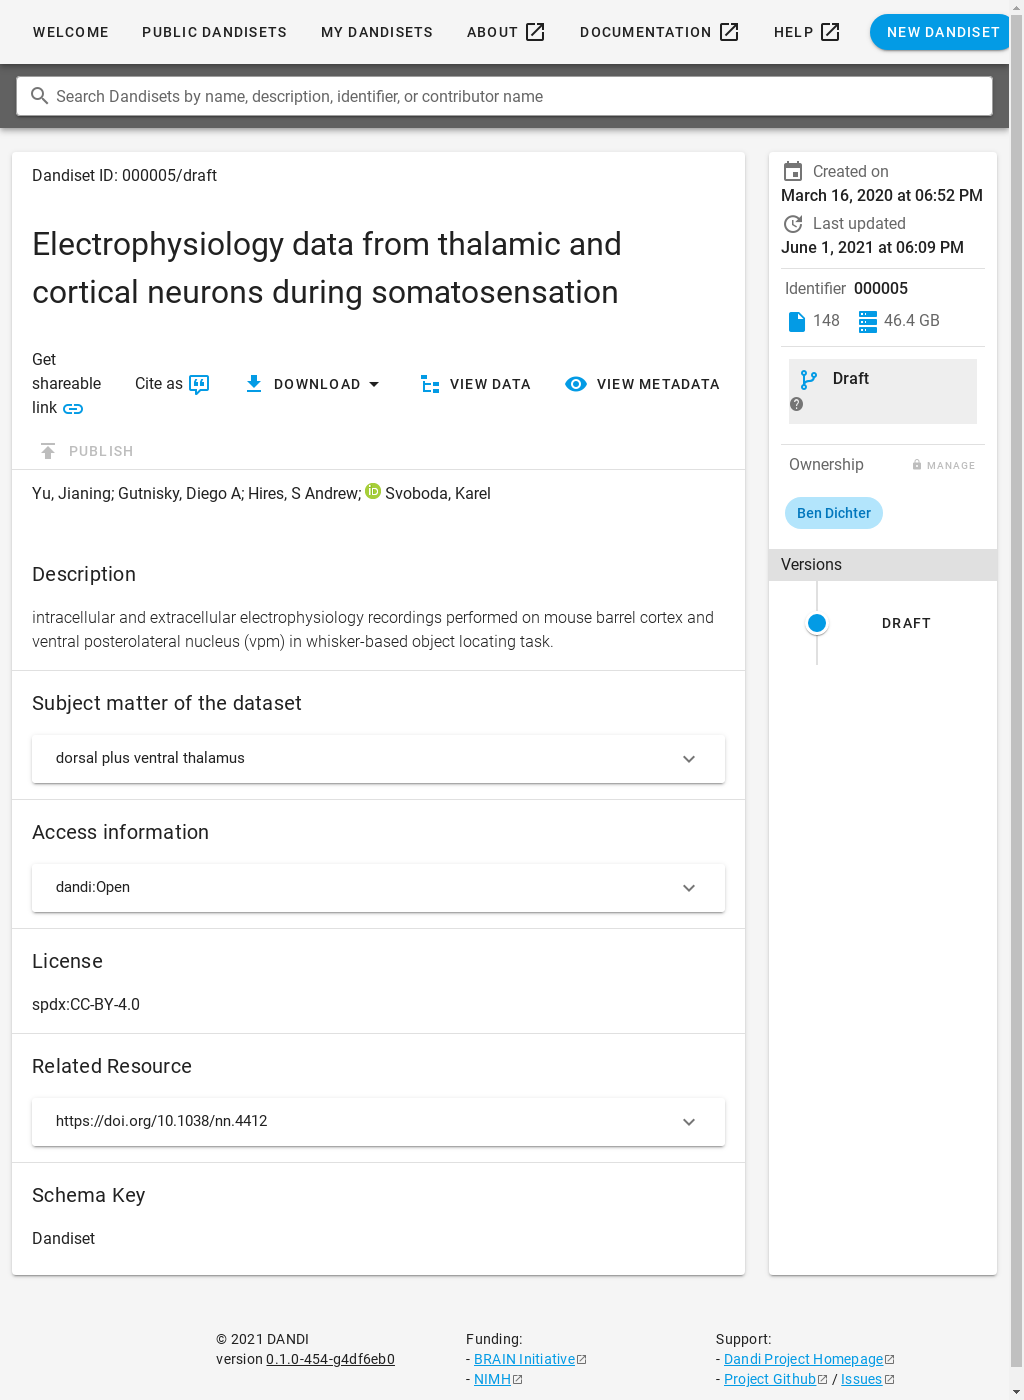 WELCOME PUBLIC DANDISETS MY DANDISETS ABOUT DOCUMENTATION HELP NEW DANDISET
Search Dandisets by name, description, identifier, or contributor name
Dandiset ID: 000005/draft
Electrophysiology data from thalamic and
cortical neurons during somatosensation
Get
shareable
link
Cite as
DOWNLOAD
VIEW DATA
VIEW METADATA
PUBLISH
Yu, Jianing; Gutnisky, Diego A; Hires, S Andrew; iD Svoboda, Karel
Description
intracellular and extracellular electrophysiology recordings performed on mouse barrel cortex and
ventral posterolateral nucleus (vpm) in whisker-based object locating task.
Subject matter of the dataset
dorsal plus ventral thalamus
Access information
dandi:Open
License
spdx:CC-BY-4.0
Related Resource
https://doi.org/10.1038/nn.4412
Schema Key
Dandiset
Created on
March 16, 2020 at 06:52 PM
Last updated
June 1, 2021 at 06:09 PM
Identifier 000005
148 46.4 GB
Draft
?
Ownership MANAGE
Ben Dichter
Versions
DRAFT
© 2021 DANDI
version 0.1.0-454-g4df6eb0
Funding:
- BRAIN Initiative
- NIMH
Support:
- Dandi Project Homepage
- Project Github / Issues